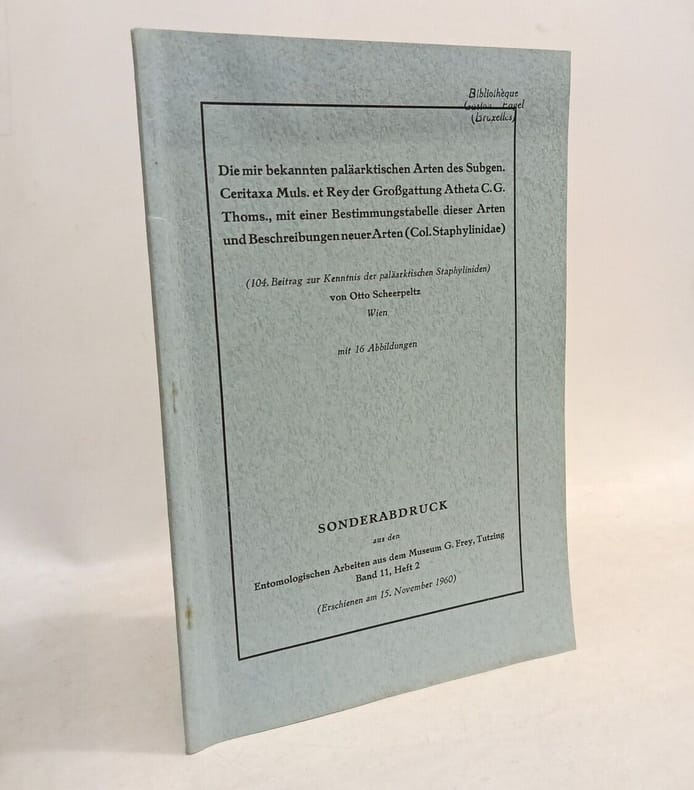 Bibliothèque
(Bruxelles)
Die mir bekannten paläarktischen Arten des Subgen.
Ceritaxa Muls. et Rey der Großgattung Atheta C. G.
Thoms., mit einer Bestimmungstabelle dieser Arten
und Beschreibungen neuer Arten (Col. Staphylinidae)
(104. Beitrag zur Kenntnis der paläarktischen Staphyliniden)
von Otto Scheerpeltz
Wien
mit 16 Abbildungen
SONDERABDRUCK
aus den
Entomologischen Arbeiten aus dem Museum G. Frey, Tutzing
Band 11, Heft 2
(Erschienen am 15. November 1960)